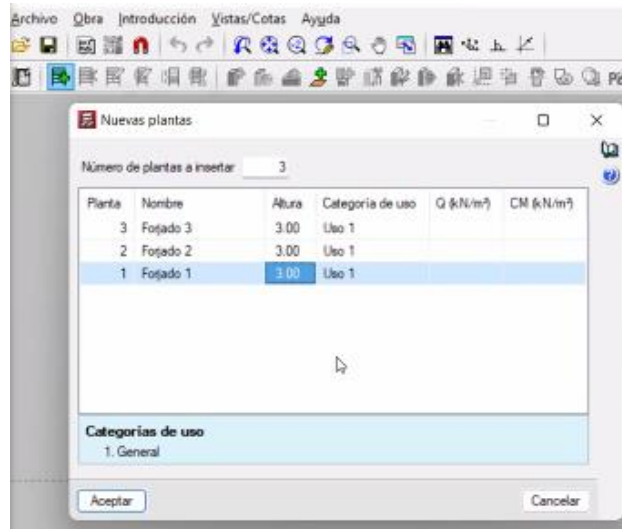 Archivo Obra Introducción Vistas/Cotas Ayuda
Nuevas plantas
Número de plantas a insertar 3
Planta Nombre Altura Categoría de uso Q (kN/m²) CM (kN/m²)
3 Forjado 3 3.00 Uso 1
2 Forjado 2 3.00 Uso 1
1 Forjado 1 3.00 Uso 1
Categorías de uso
1. General
Aceptar Cancelar